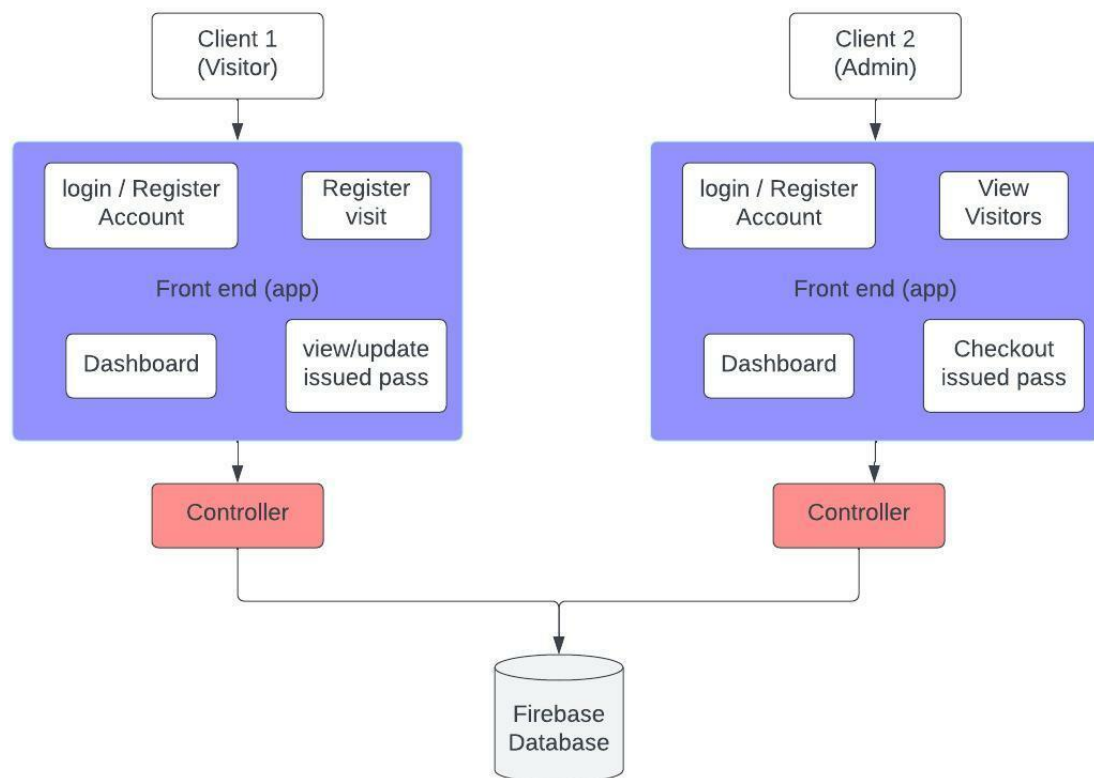 Client 1
(Visitor)
Client 2
(Admin)
login / Register
Account
Register
visit
Front end (app)
Dashboard
view/update
issued pass
login / Register
Account
View
Visitors
Front end (app)
Dashboard
Checkout
issued pass
Controller
Controller
Firebase
Database